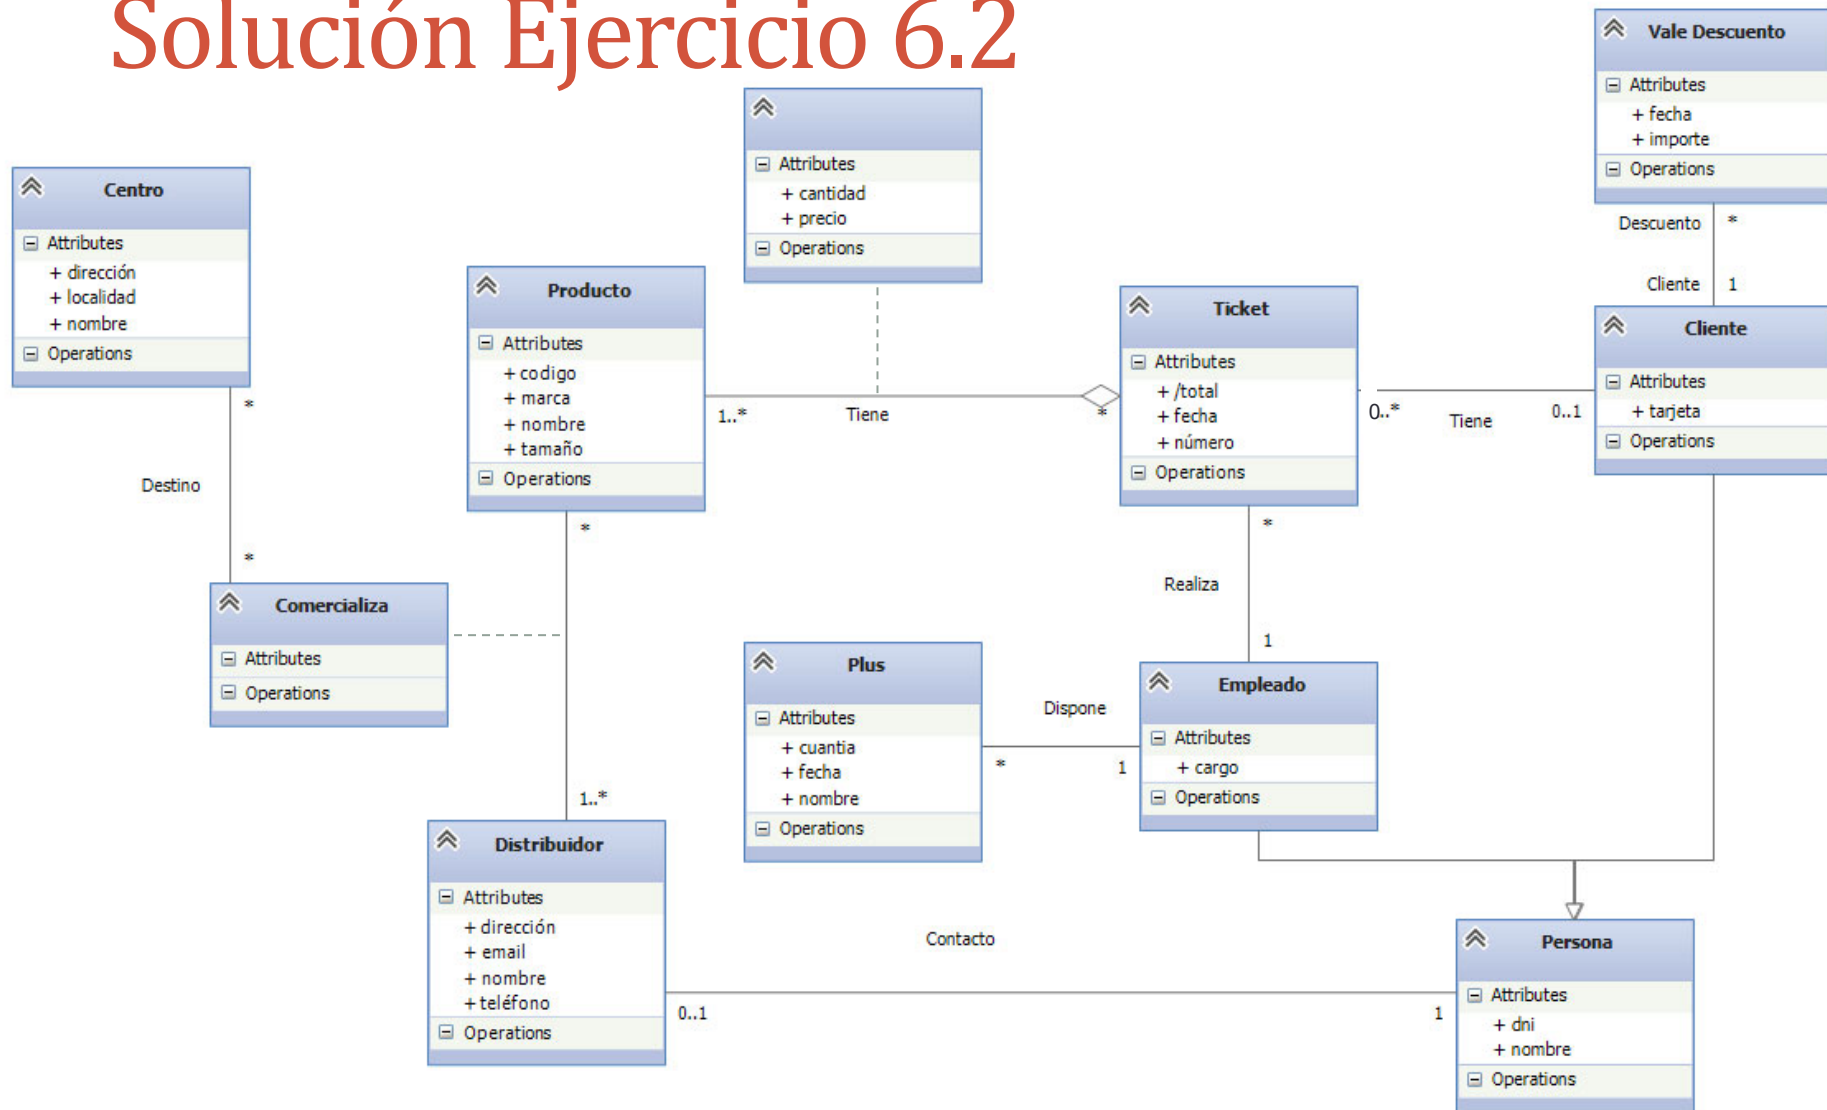 Solución Ejercicio 6.2
Vale Descuento
Attributes
+ fecha
+ importe
Operations
Descuento
*
Cliente
1
Attributes
+ cantidad
+ precio
Operations
Centro
Attributes
+ dirección
+ localidad
+ nombre
Operations
*
Destino
*
Producto
Attributes
+ codigo
+ marca
+ nombre
+ tamaño
Operations
1..*
Tiene
*
Ticket
Attributes
+ /total
+ fecha
+ número
Operations
0..*
Tiene
0..1
Cliente
Attributes
+ tarjeta
Operations
*
*
Realiza
1
Comercializa
Attributes
Operations
Plus
Attributes
+ cuantia
+ fecha
+ nombre
Operations
Dispone
*
1
Empleado
Attributes
+ cargo
Operations
1..*
Distribuidor
Attributes
+ dirección
+ email
+ nombre
+ teléfono
Operations
Contacto
0..1
1
Persona
Attributes
+ dni
+ nombre
Operations